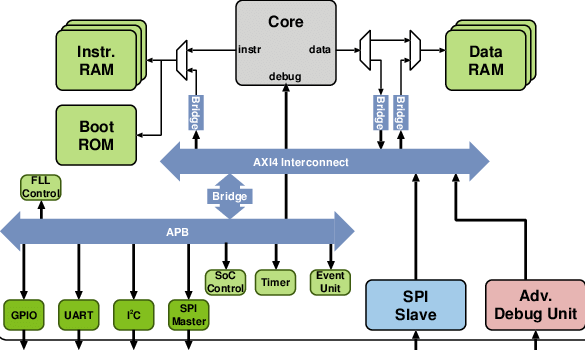 Core
instr
data
debug
Instr.
RAM
Data
RAM
Boot
ROM
Bridge
Bridge
Bridge
AXI4 Interconnect
FLL
Control
Bridge
APB
SoC
Control
Timer
Event
Unit
GPIO
UART
I²C
SPI
Master
SPI
Slave
Adv.
Debug Unit